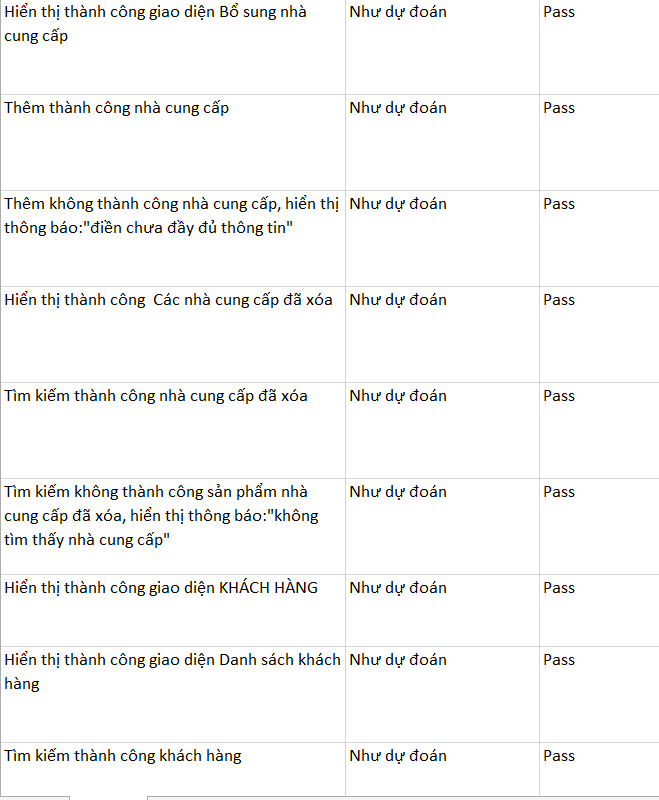 Hiển thị thành công giao diện Bổ sung nhà Như dự đoán Pass
cung cấp
Thêm thành công nhà cung cấp Như dự đoán Pass
Thêm không thành công nhà cung cấp, hiển thị Như dự đoán Pass
thông báo:"điền chưa đầy đủ thông tin"
Hiển thị thành công  Các nhà cung cấp đã xóa Như dự đoán Pass
Tìm kiếm thành công nhà cung cấp đã xóa Như dự đoán Pass
Tìm kiếm không thành công sản phẩm nhà Như dự đoán Pass
cung cấp đã xóa, hiển thị thông báo:"không
tìm thấy nhà cung cấp"
Hiển thị thành công giao diện KHÁCH HÀNG Như dự đoán Pass
Hiển thị thành công giao diện Danh sách khách Như dự đoán Pass
hàng
Tìm kiếm thành công khách hàng Như dự đoán Pass